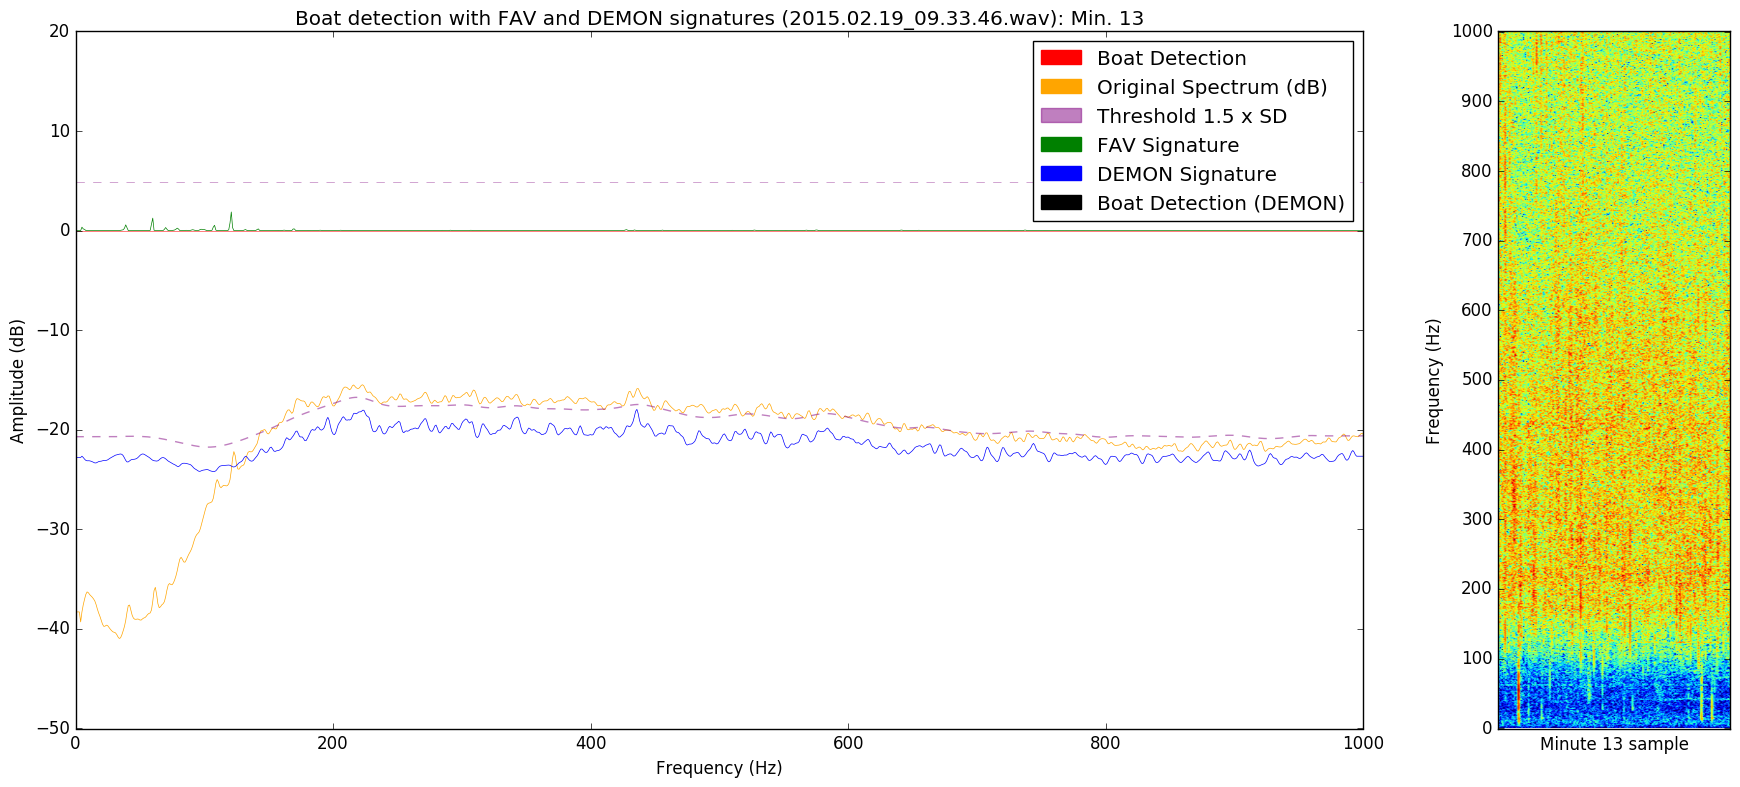 Boat detection with FAV and DEMON signatures (2015.02.19_09.33.46.wav): Min. 13
Boat Detection
Original Spectrum (dB)
Threshold 1.5 x SD
FAV Signature
DEMON Signature
Boat Detection (DEMON)
20
10
0
−10
−20
−30
−40
−50
Amplitude (dB)
0
200
400
600
800
1000
Frequency (Hz)
1000
900
800
700
600
500
400
300
200
100
0
Frequency (Hz)
Minute 13 sample